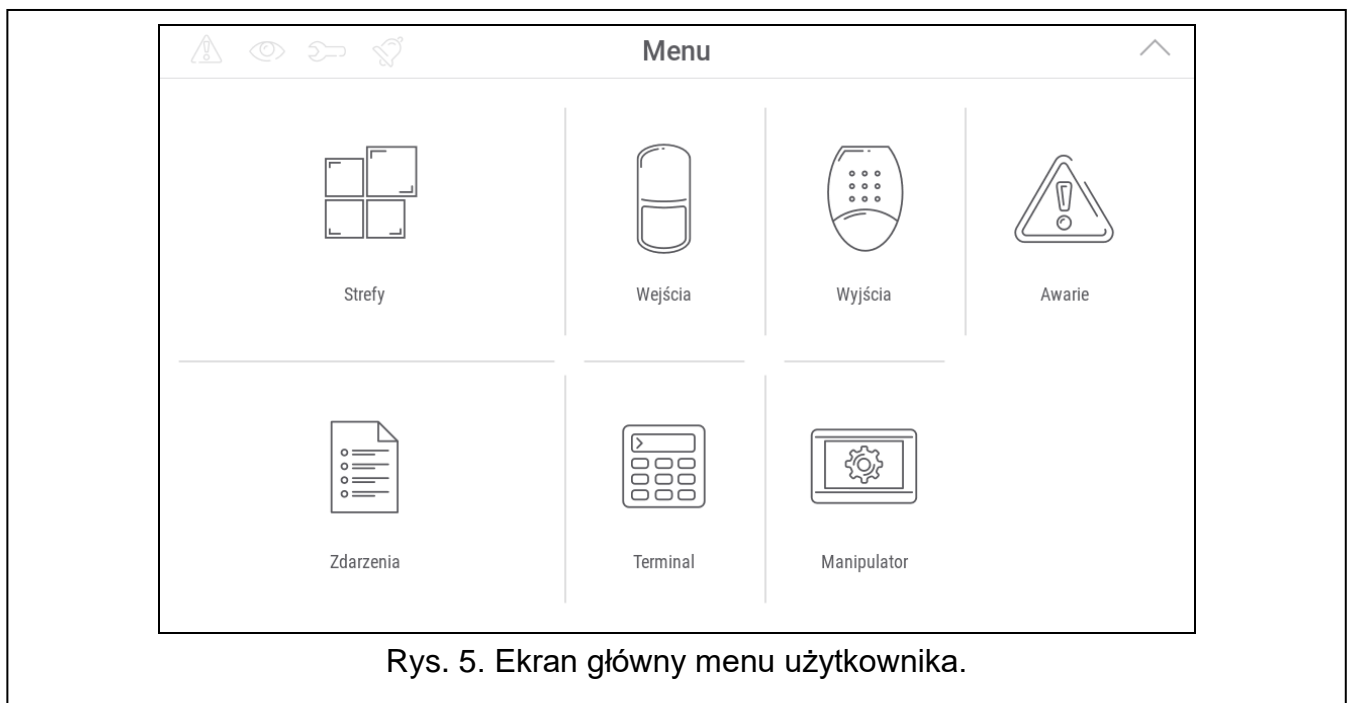 Menu
Strefy
Wejścia
Wyjścia
Awarie
Zdarzenia
Terminal
Manipulator
Rys. 5. Ekran główny menu użytkownika.